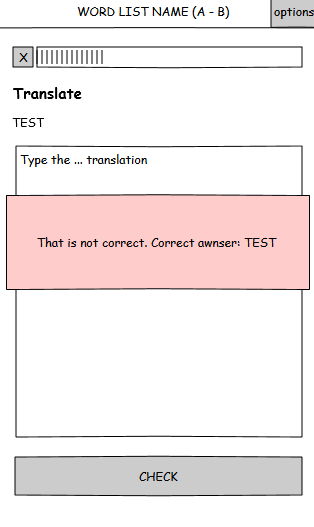 WORD LIST NAME (A - B)
options
X
Translate
TEST
Type the ... translation
That is not correct. Correct awnser: TEST
CHECK